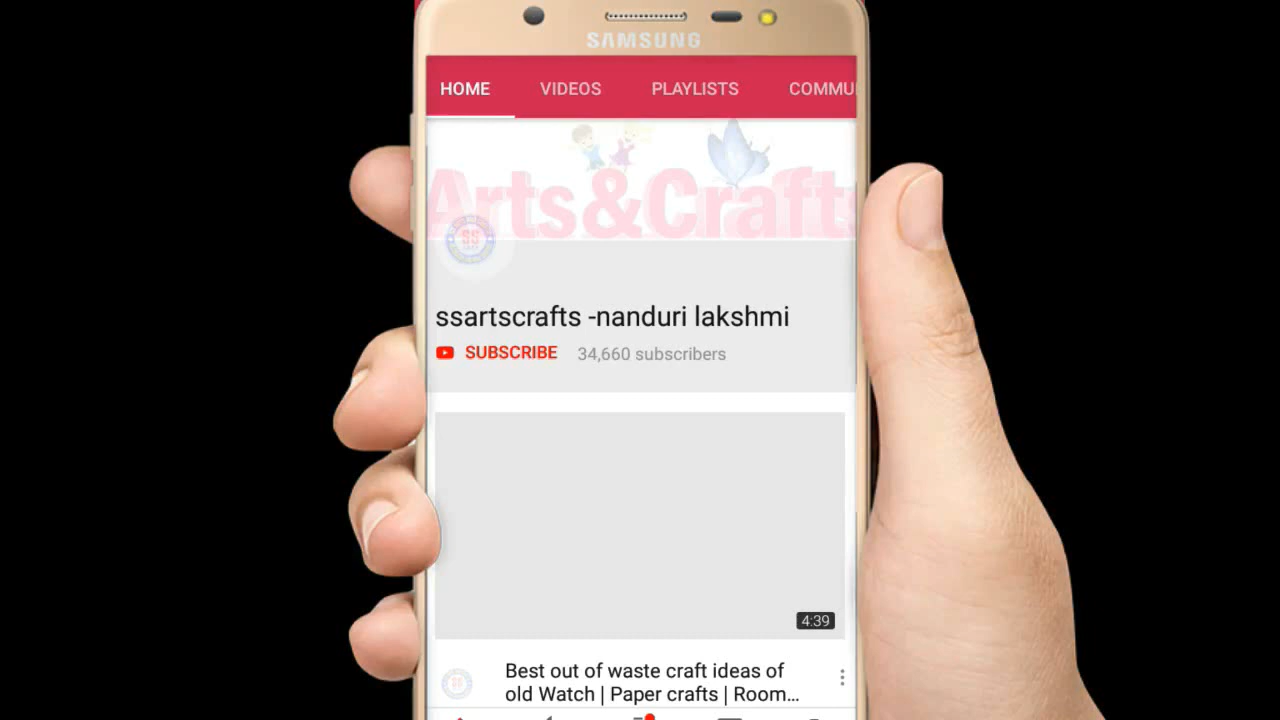 SAMSUNG
HOME VIDEOS PLAYLISTS COMMU
Arts&Crafts
SS
ssartscrafts -nanduri lakshmi
SUBSCRIBE 34,660 subscribers
4:39
Best out of waste craft ideas of
old Watch | Paper crafts | Room...